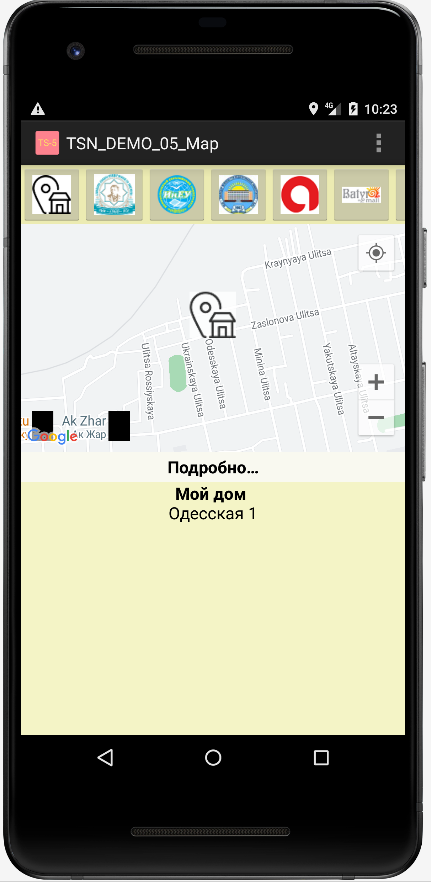 4G 10:23
TS-5 TSN_DEMO_05_Map
ИнЕУ
Batyr mall
Kraynyaya Ulitsa
Zaslonova Ulitsa
Ulitsa Rossiyskaya
Ukrainskaya Ulitsa
Odesskaya Ulitsa
Minina Ulitsa
Yakutskaya Ulitsa
Altayskaya Ulitsa
Ak Zhar
Ак Жар
Google
Подробно...
Мой дом
Одесская 1